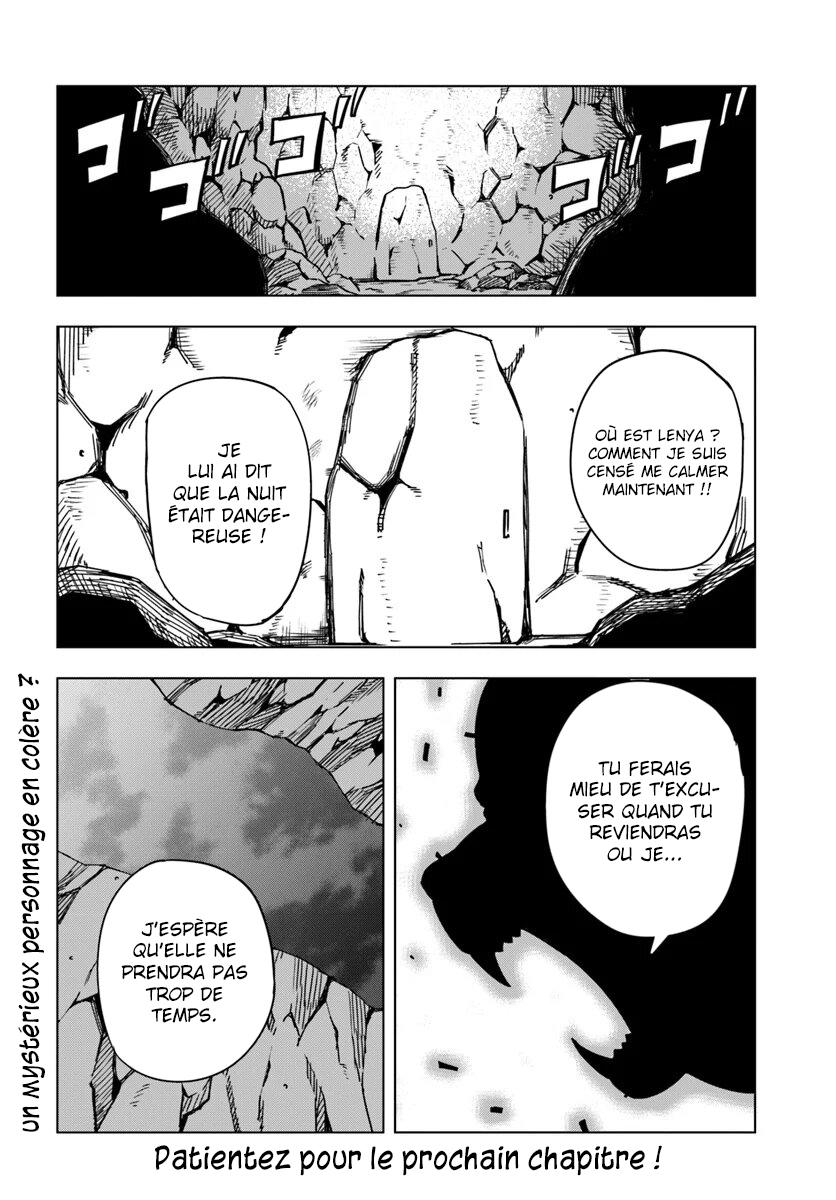 ゴ
ゴ
ゴ
ゴ
ゴ
OÙ EST LENYA ?
COMMENT JE SUIS
CENSÉ ME CALMER
MAINTENANT !!
JE
LUI AI DIT
QUE LA NUIT
ÉTAIT DANGE-
REUSE !
TU FERAIS
MIEU DE T'EXCU-
SER QUAND TU
REVIENDRAS
OU JE...
J'ESPÈRE
QU'ELLE NE
PRENDRA PAS
TROP DE
TEMPS.
un mystérieux personnage en colère ?
Patientez pour le prochain chapitre !